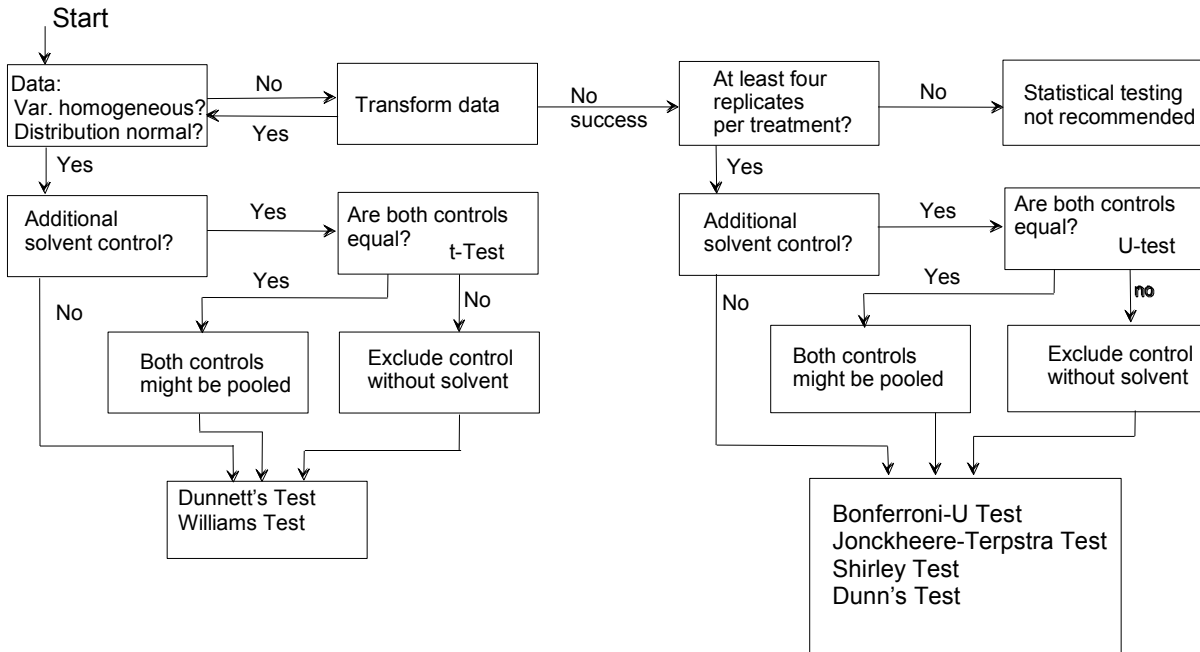 Start
Data:
Var. homogeneous?
Distribution normal?
No
Yes
Transform data
No
success
At least four
replicates
per treatment?
No
Statistical testing
not recommended
Yes
Yes
Additional
solvent control?
Yes
Are both controls
equal?
t-Test
Additional
solvent control?
Yes
Are both controls
equal?
U-test
No
Yes
No
No
Yes
no
Both controls
might be pooled
Exclude control
without solvent
Both controls
might be pooled
Exclude control
without solvent
Dunnett's Test
Williams Test
Bonferroni-U Test
Jonckheere-Terpstra Test
Shirley Test
Dunn's Test